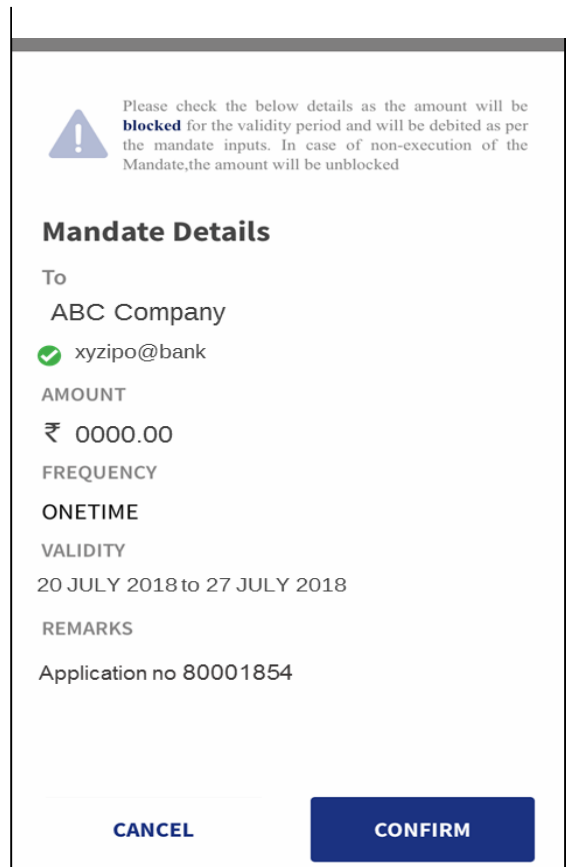 Please check the below details as the amount will be
blocked for the validity period and will be debited as per
the mandate inputs. In case of non-execution of the
Mandate,the amount will be unblocked
Mandate Details
To
ABC Company
xyzipo@bank
AMOUNT
₹ 0000.00
FREQUENCY
ONETIME
VALIDITY
20 JULY 2018 to 27 JULY 2018
REMARKS
Application no 80001854
CANCEL CONFIRM